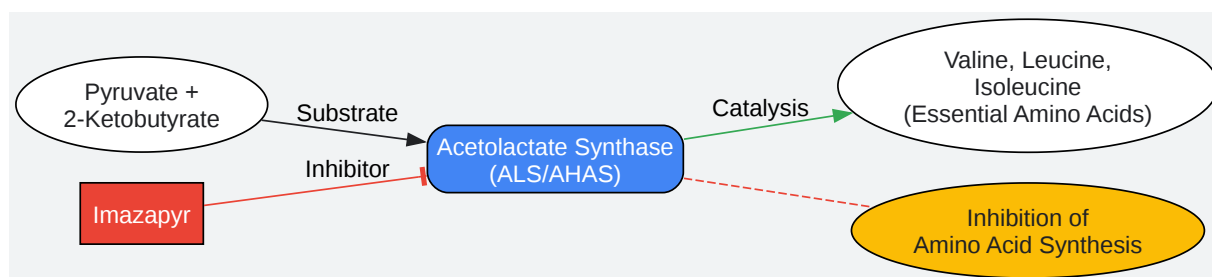 Pyruvate +
2-Ketobutyrate
Substrate
Inhibitor
Imazapyr
Acetolactate Synthase
(ALS/AHAS)
Catalysis
Valine, Leucine,
Isoleucine
(Essential Amino Acids)
Inhibition of
Amino Acid Synthesis